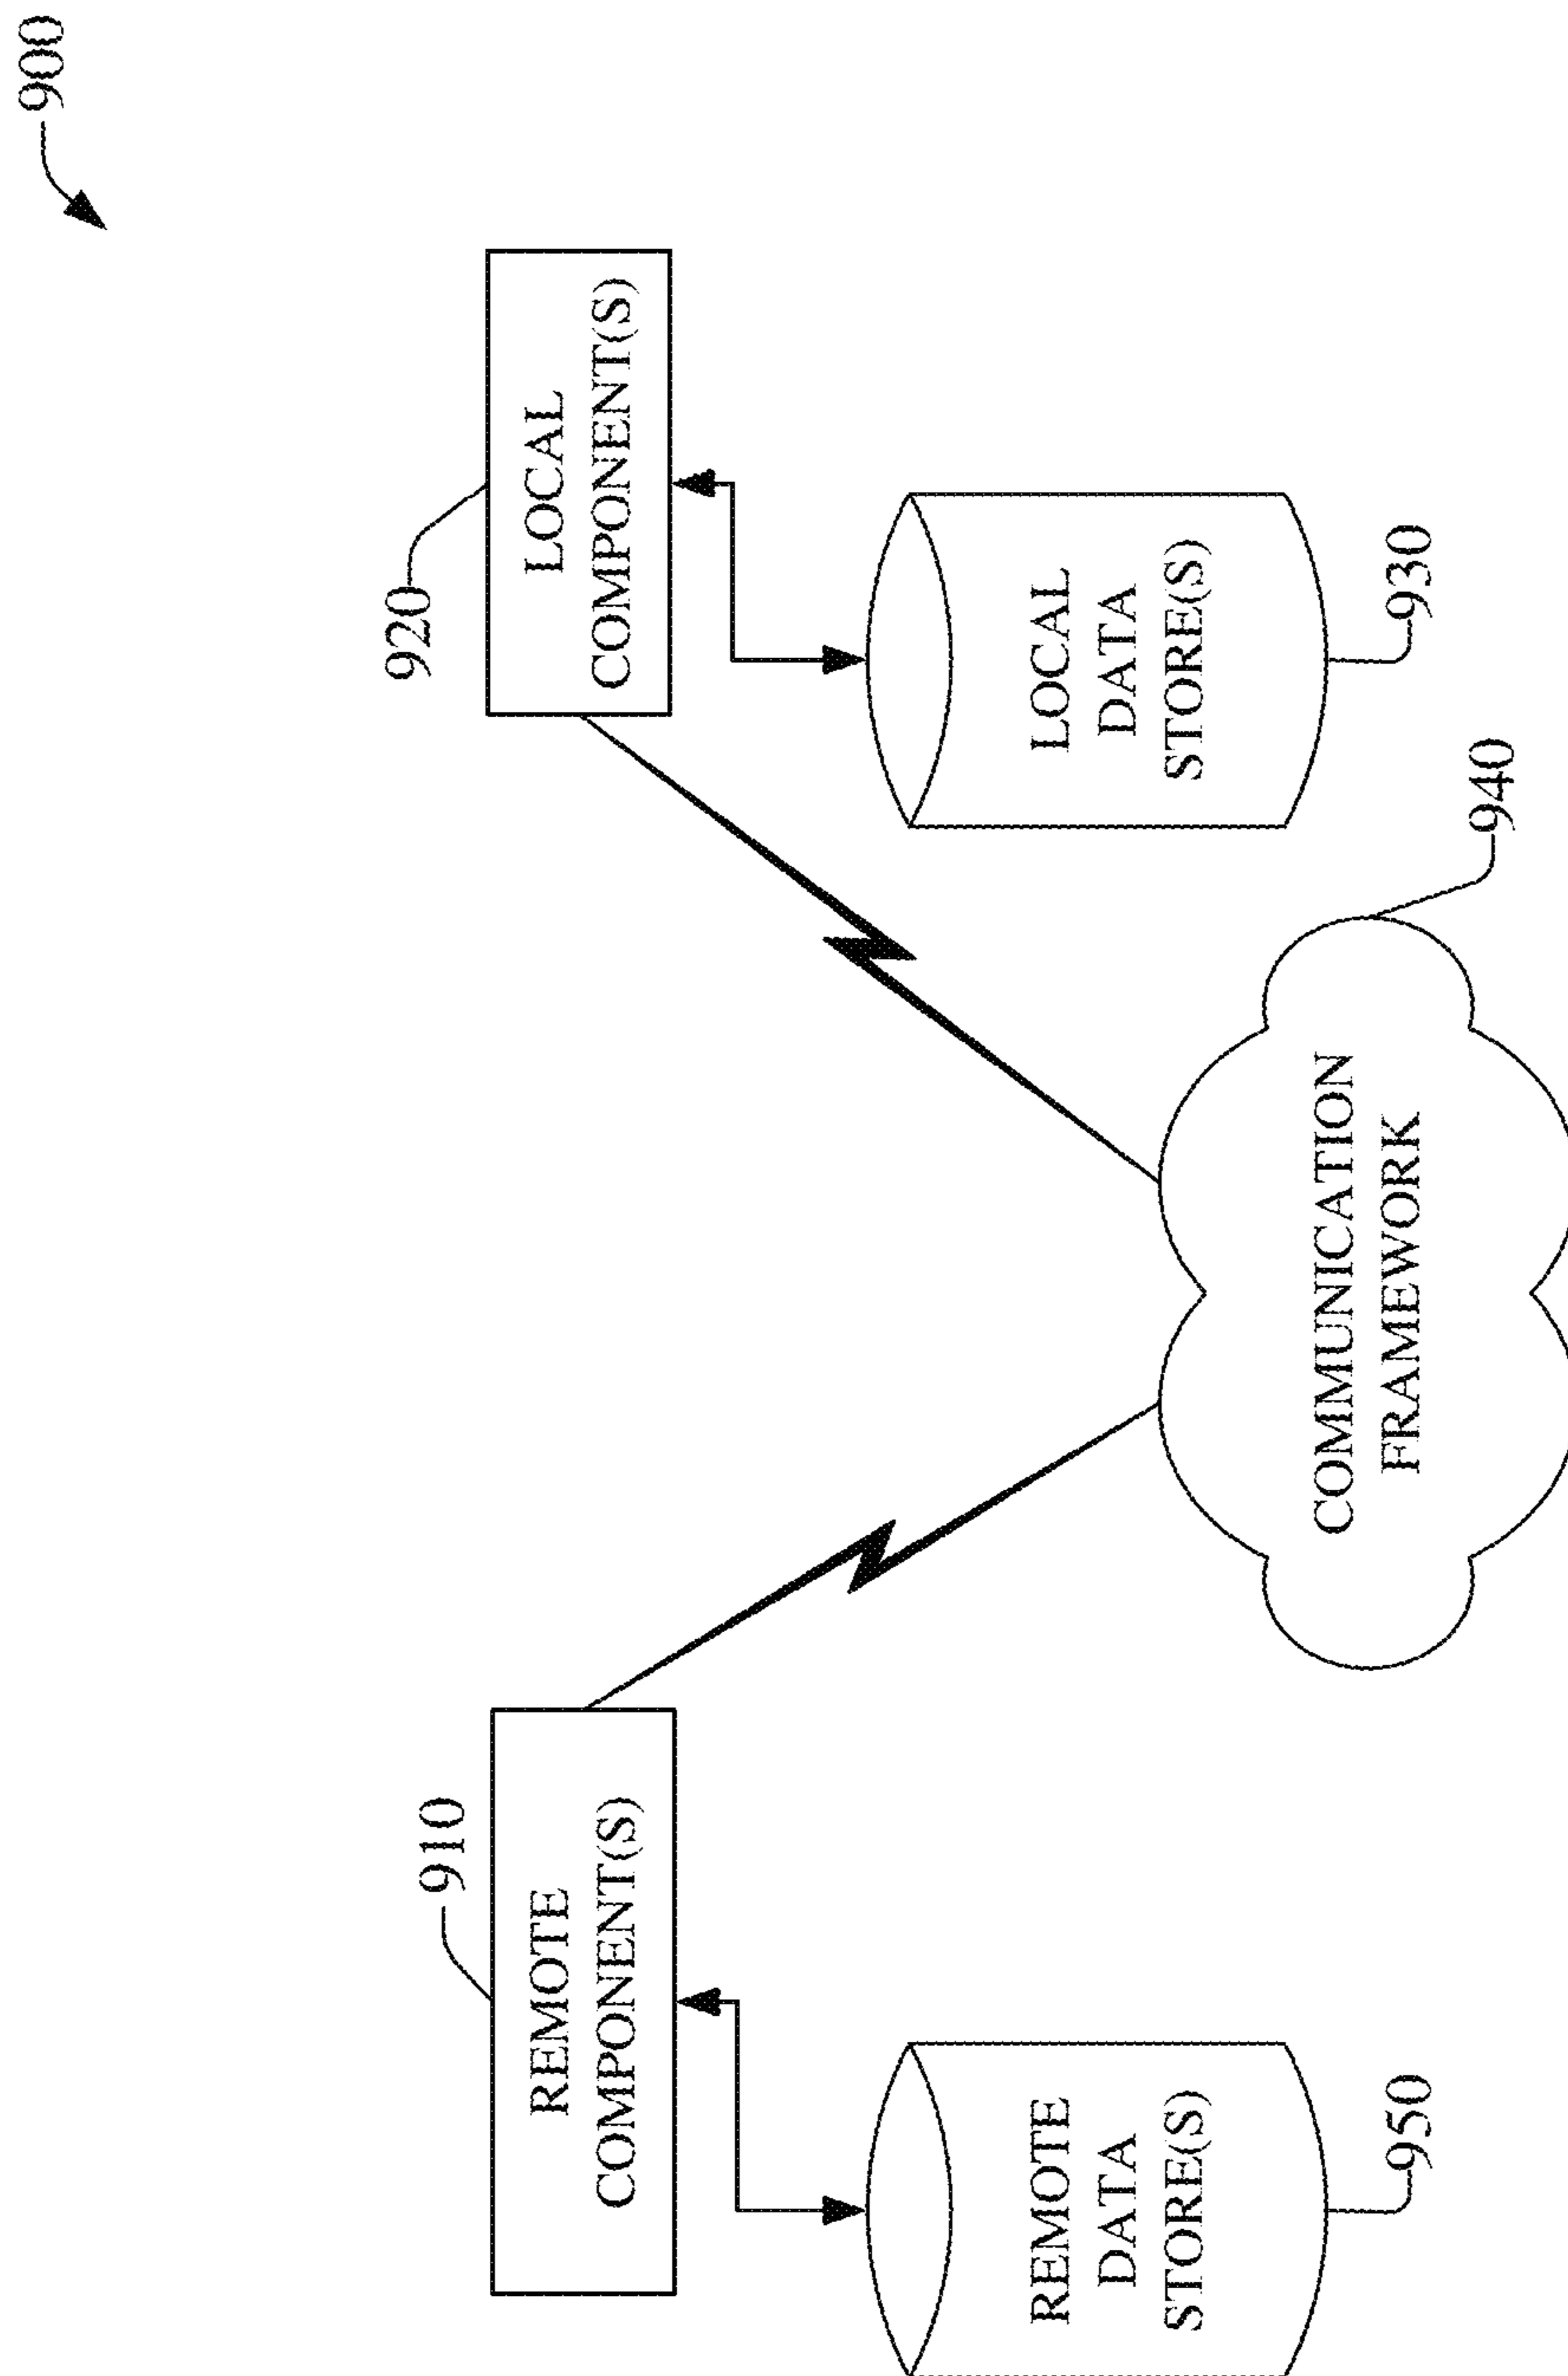 900
910
REMOTE
COMPONENT(S)
920
LOCAL
COMPONENT(S)
REMOTE
DATA
STORE(S)
950
LOCAL
DATA
STORE(S)
930
940
COMMUNICATION
FRAMEWORK